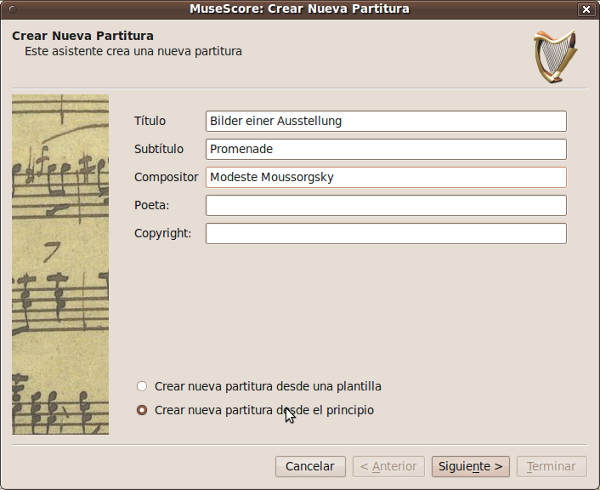 MuseScore: Crear Nueva Partitura
Crear Nueva Partitura
Este asistente crea una nueva partitura
7
Título
Bilder einer Ausstellung
Subtítulo
Promenade
Compositor
Modeste Moussorgsky
Poeta:
Copyright:
Crear nueva partitura desde una plantilla
Crear nueva partitura desde el principio
Cancelar
< Anterior
Siguiente >
Terminar